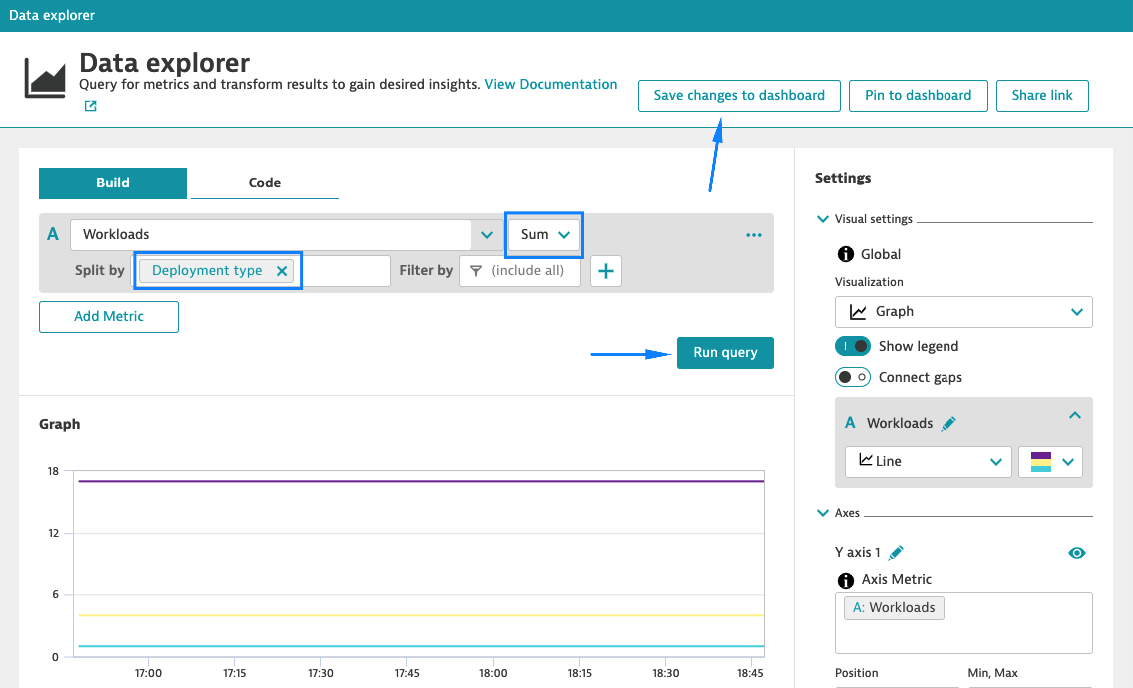 Data explorer
Data explorer
Query for metrics and transform results to gain desired insights. View Documentation
Save changes to dashboard
Pin to dashboard
Share link
Build
Code
A
Workloads
Sum
Split by
Deployment type
Filter by
(include all)
Add Metric
Run query
Graph
18
12
6
0
17:00
17:15
17:30
17:45
18:00
18:15
18:30
18:45
Settings
Visual settings
Global
Visualization
Graph
Show legend
Connect gaps
A Workloads
Line
Axes
Y axis 1
Axis Metric
A: Workloads
Position
Min, Max